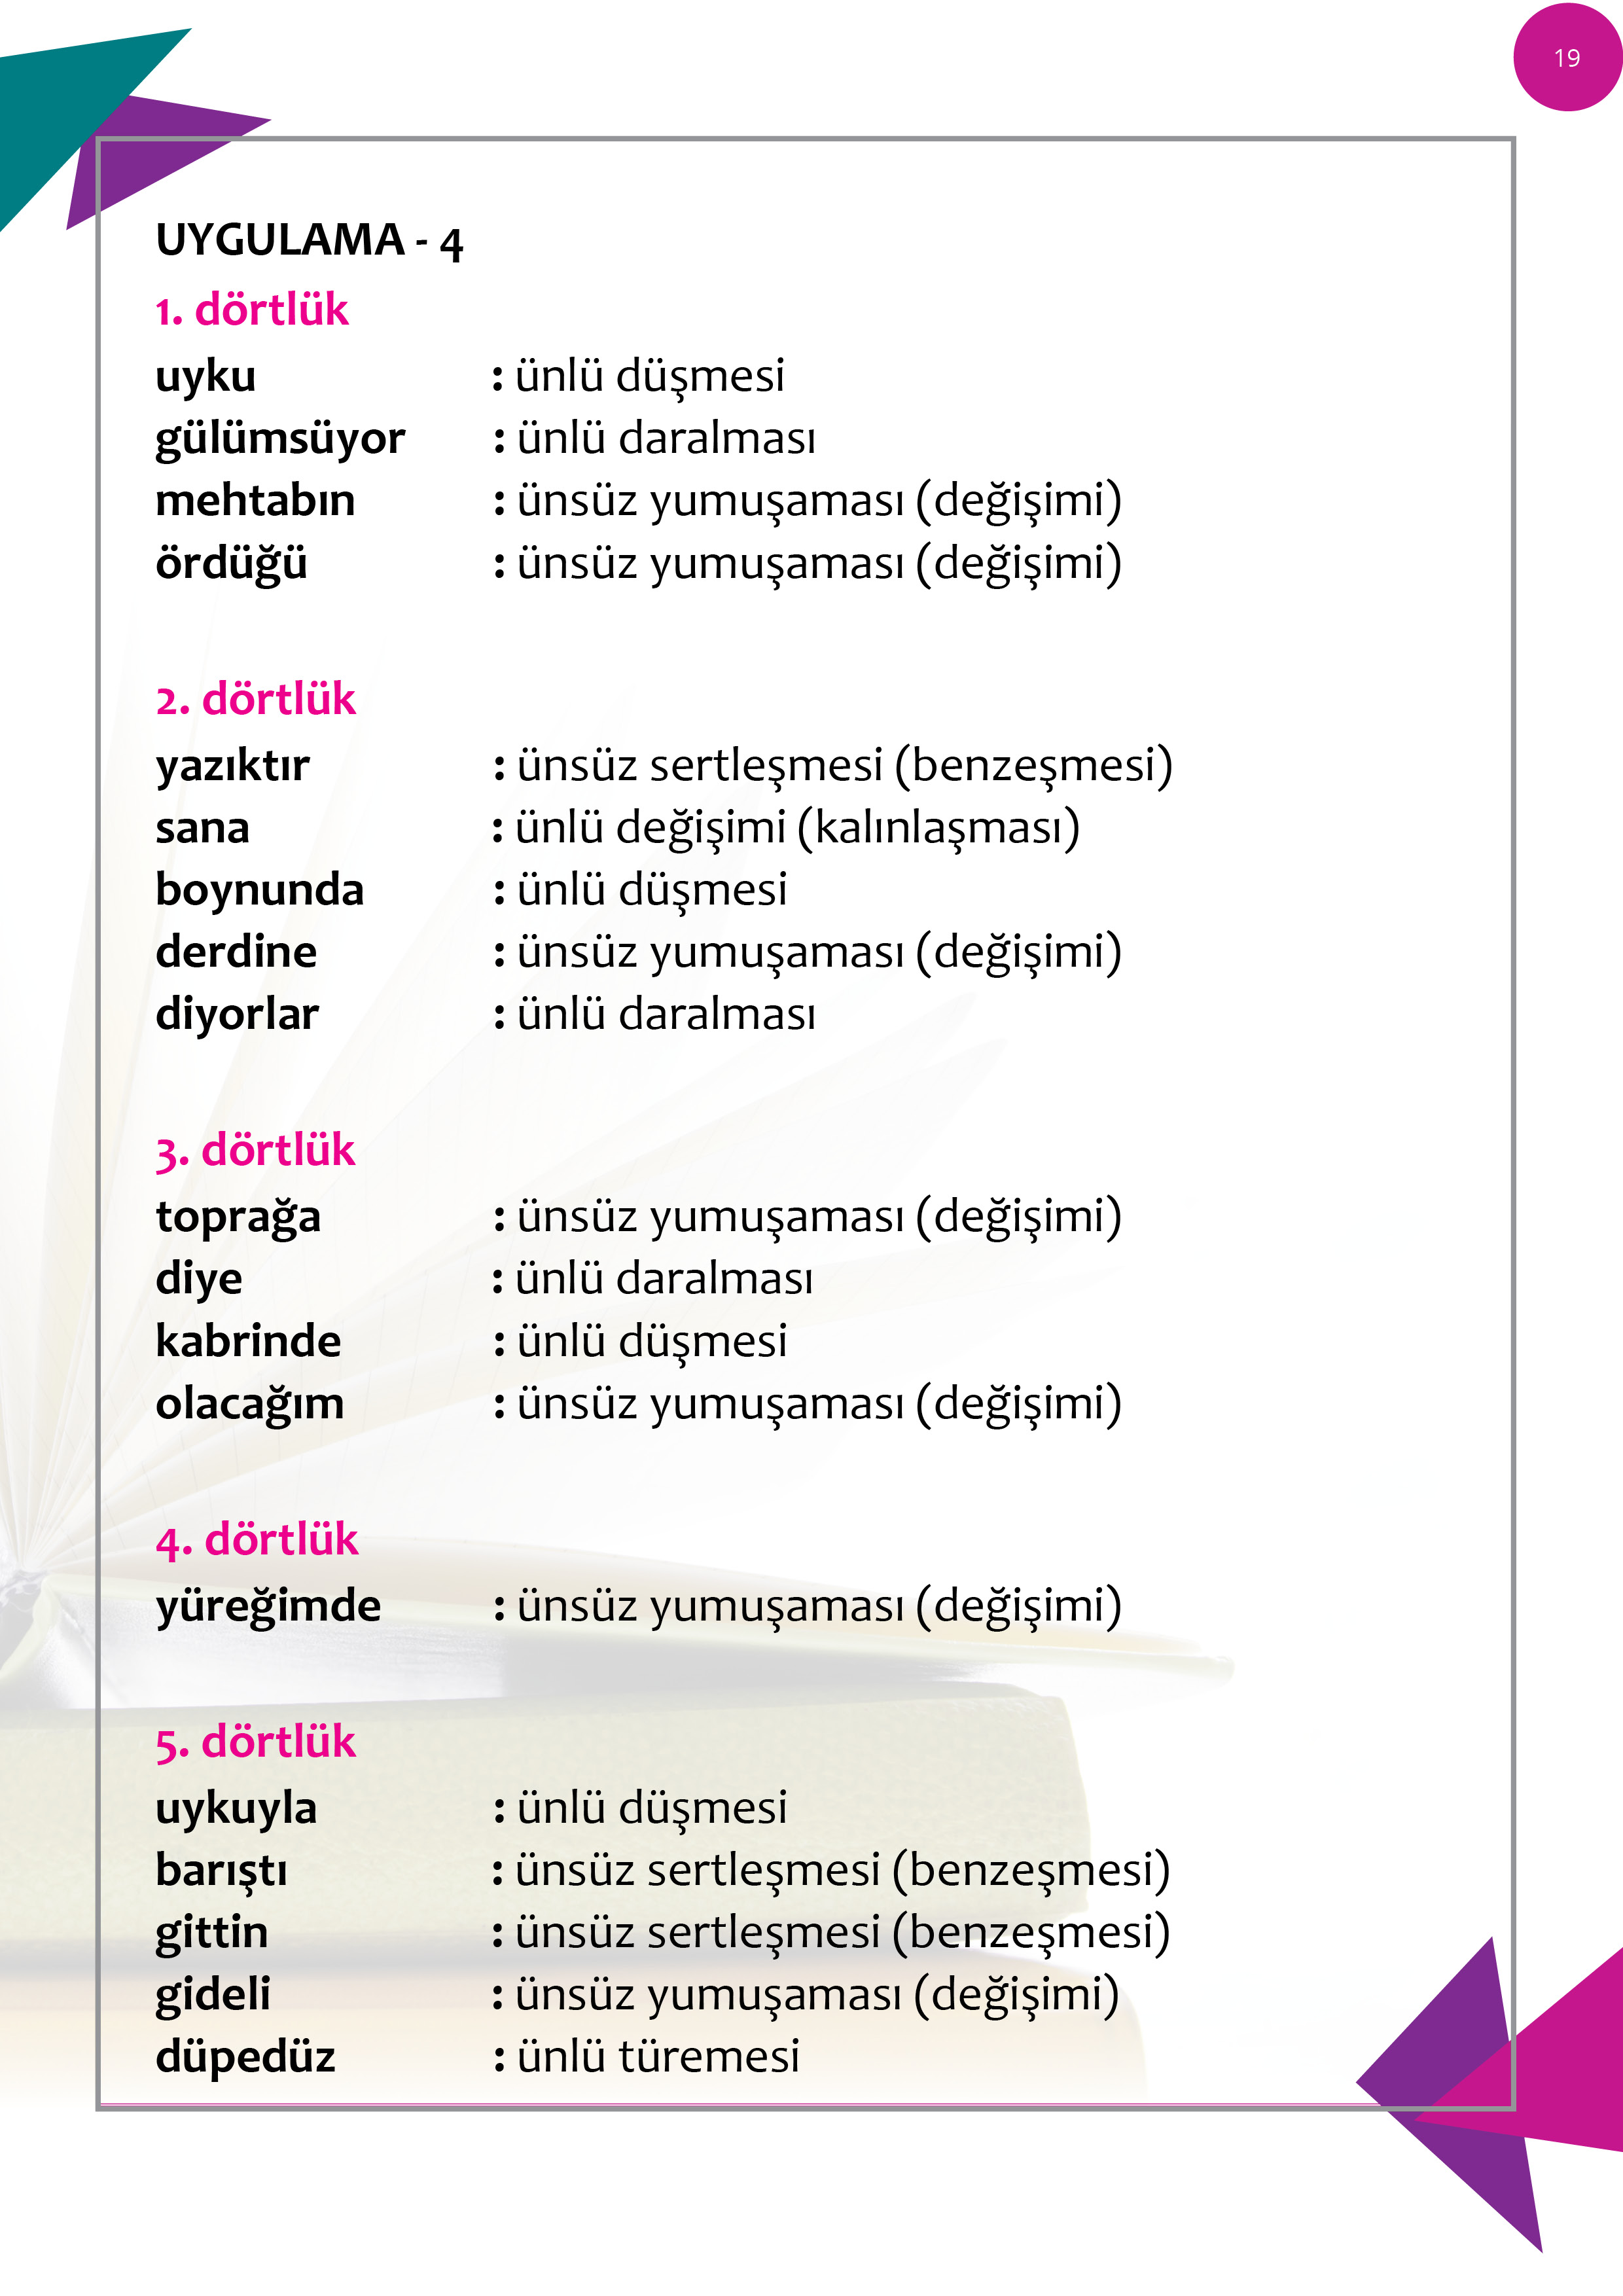 19
UYGULAMA - 4
1. dörtlük
uyku : ünlü düşmesi
gülümsüyor : ünlü daralması
mehtabın : ünsüz yumuşaması (değişimi)
ördüğü : ünsüz yumuşaması (değişimi)
2. dörtlük
yazıktır : ünsüz sertleşmesi (benzeşmesi)
sana : ünlü değişimi (kalınlaşması)
boynunda : ünlü düşmesi
derdine : ünsüz yumuşaması (değişimi)
diyorlar : ünlü daralması
3. dörtlük
toprağa : ünsüz yumuşaması (değişimi)
diye : ünlü daralması
kabrinde : ünlü düşmesi
olacağım : ünsüz yumuşaması (değişimi)
4. dörtlük
yüreğimde : ünsüz yumuşaması (değişimi)
5. dörtlük
uykuyla : ünlü düşmesi
barıştı : ünsüz sertleşmesi (benzeşmesi)
gittin : ünsüz sertleşmesi (benzeşmesi)
gideli : ünsüz yumuşaması (değişimi)
düpedüz : ünlü türemesi